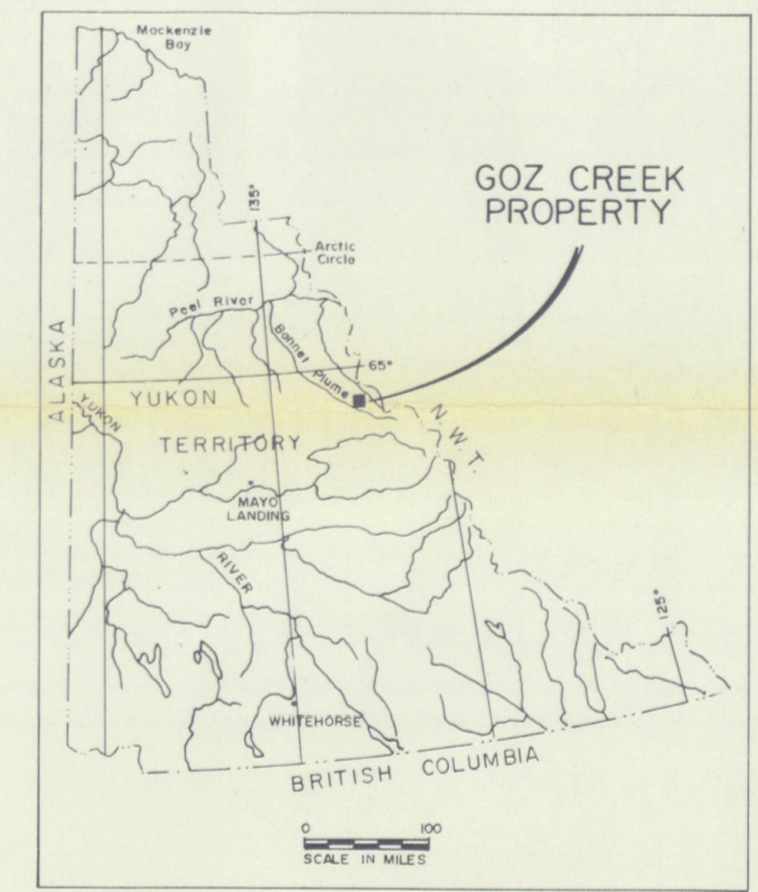 Mackenzie
Bay
GOZ CREEK
PROPERTY
135°
Arctic
Circle
Peel River
Bonnet Plume
65°
ALASKA
YUKON
YUKON
TERRITORY
N.W.T.
MAYO
LANDING
RIVER
125°
WHITEHORSE
BRITISH COLUMBIA
0 100
SCALE IN MILES